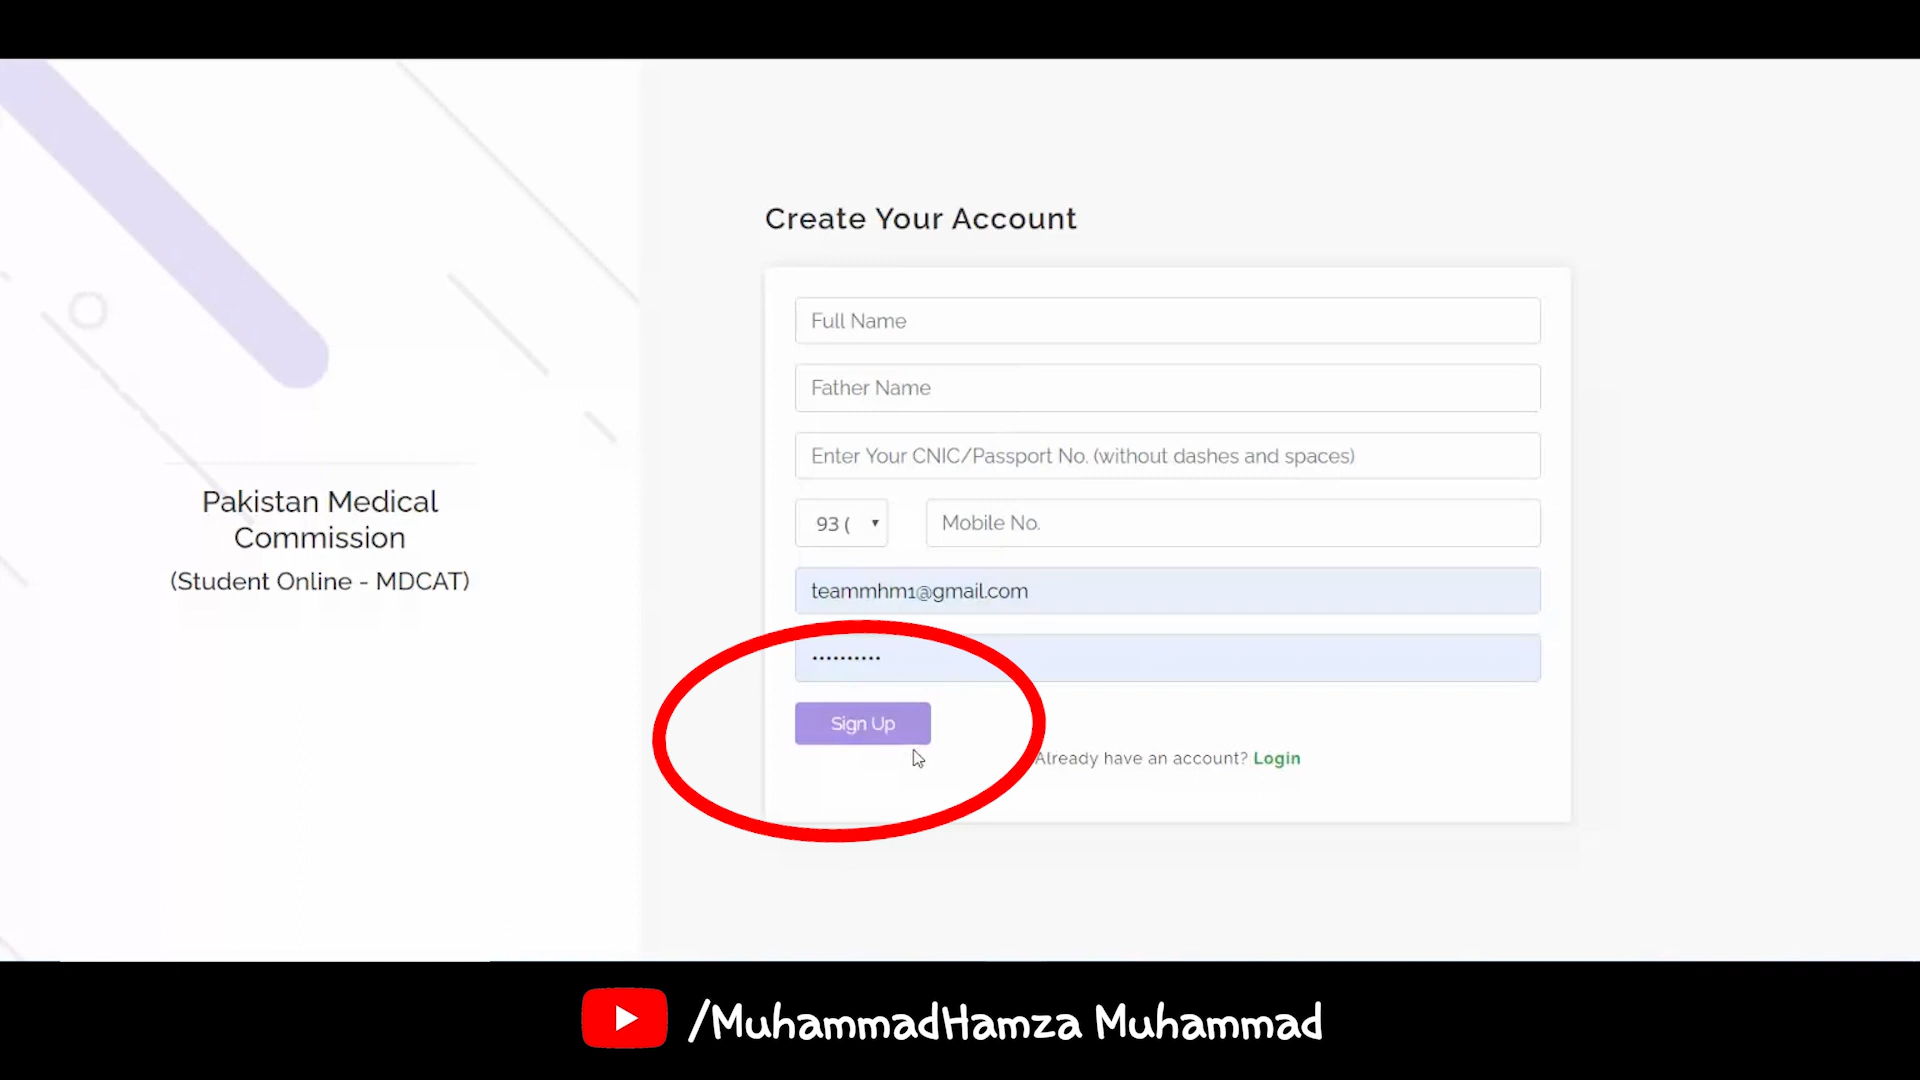 Create Your Account
Full Name
Father Name
Enter Your CNIC/Passport No. (without dashes and spaces)
93 (
Mobile No.
teammhm1@gmail.com
••••••••••
Sign Up
Already have an account? Login
Pakistan Medical
Commission
(Student Online - MDCAT)
/MuhammadHamza Muhammad